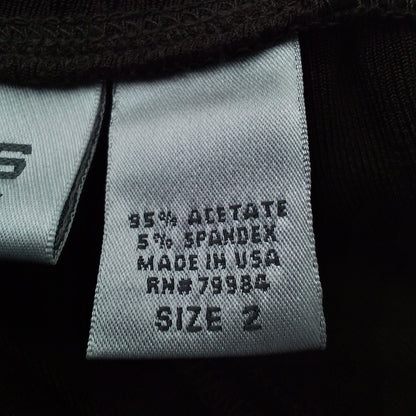 95% ACETATE
5% SPANDEX
MADE IN USA
RN#79984
SIZE 2